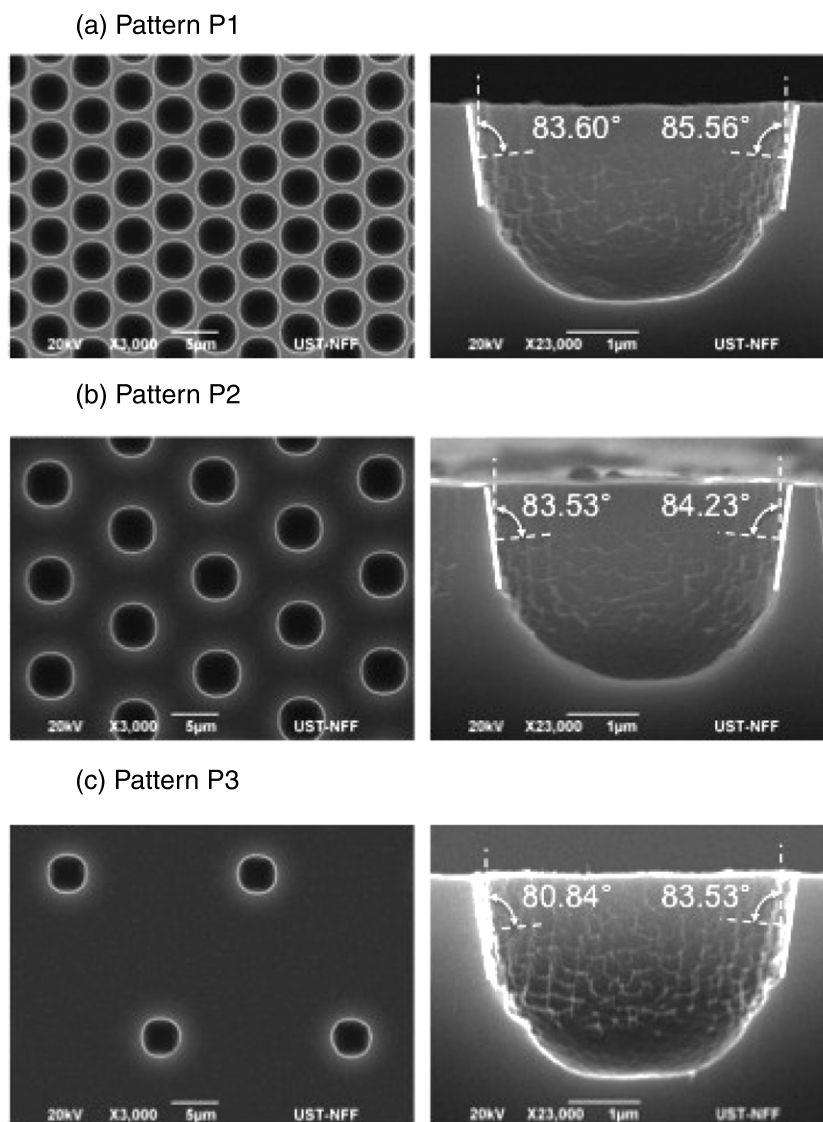 (a) Pattern P1
83.60° 85.56°
20kV X3,000 5µm UST-NFF
20kV X23,000 1µm UST-NFF
(b) Pattern P2
83.53° 84.23°
20kV X3,000 5µm UST-NFF
20kV X23,000 1µm UST-NFF
(c) Pattern P3
80.84° 83.53°
20kV X3,000 5µm UST-NFF
20kV X23,000 1µm UST-NFF